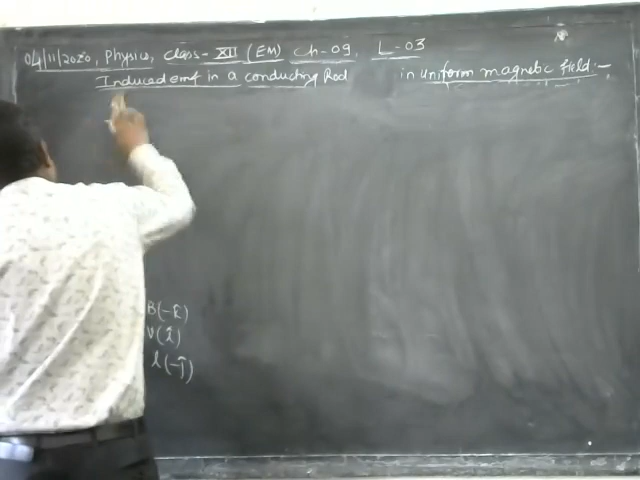 04/11/2020, Physics, Class-XII (EM) Ch-09, L-03
Induced emf in a conducting Rod in uniform magnetic field:-
B(-k̂)
V(î)
l(-ĵ)